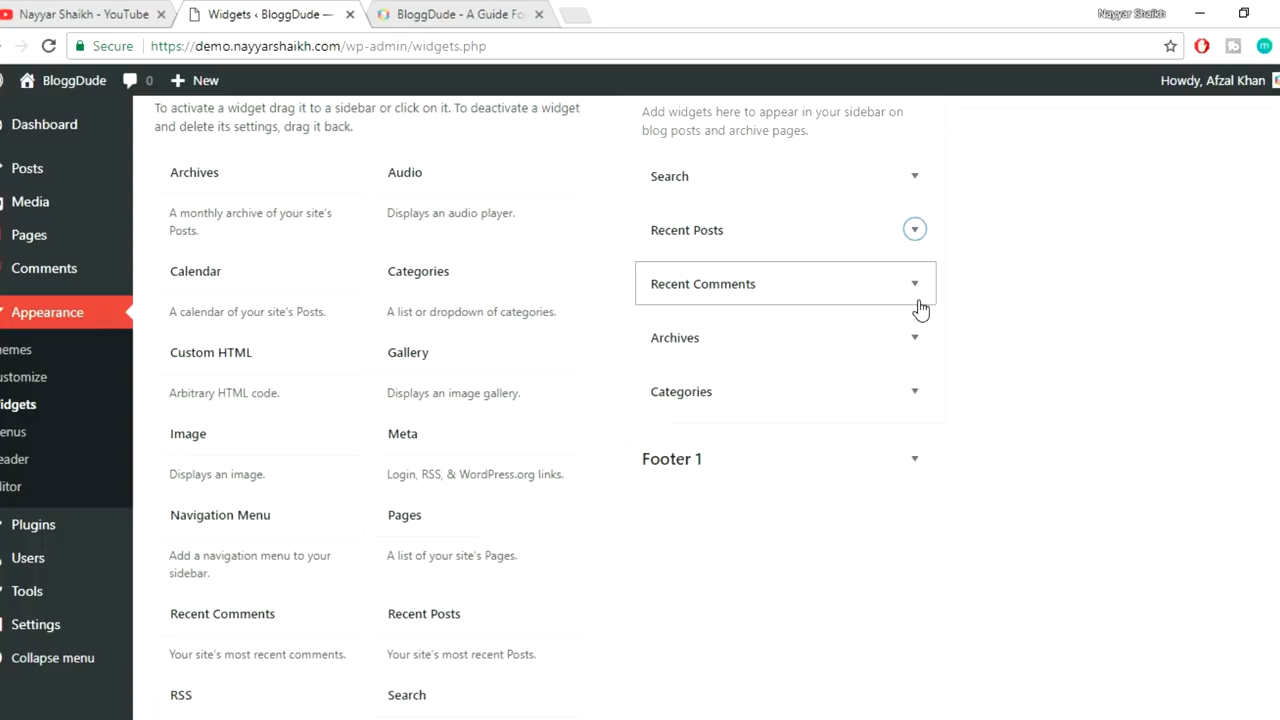 Nayyar Shaikh - YouTube
Widgets ‹ BloggDude —
BloggDude - A Guide Fo
Nayyar Shaikh
Secure
https://demo.nayyarshaikh.com/wp-admin/widgets.php
BloggDude
0
New
Howdy, Afzal Khan
Dashboard
Posts
Media
Pages
Comments
Appearance
hemes
ustomize
idgets
enus
eader
ditor
Plugins
Users
Tools
Settings
Collapse menu
To activate a widget drag it to a sidebar or click on it. To deactivate a widget
and delete its settings, drag it back.
Archives
A monthly archive of your site's
Posts.
Audio
Displays an audio player.
Calendar
A calendar of your site's Posts.
Categories
A list or dropdown of categories.
Custom HTML
Arbitrary HTML code.
Gallery
Displays an image gallery.
Image
Displays an image.
Meta
Login, RSS, & WordPress.org links.
Navigation Menu
Add a navigation menu to your
sidebar.
Pages
A list of your site's Pages.
Recent Comments
Your site's most recent comments.
Recent Posts
Your site's most recent Posts.
RSS
Search
Add widgets here to appear in your sidebar on
blog posts and archive pages.
Search
Recent Posts
Recent Comments
Archives
Categories
Footer 1